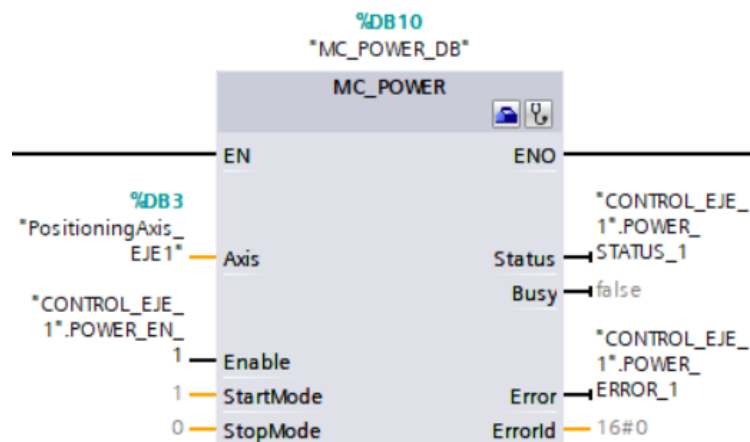 %DB10
"MC_POWER_DB"
MC_POWER
EN
ENO
%DB3
"PositioningAxis_
EJE1"
Axis
"CONTROL_EJE_
1".POWER_
STATUS_1
Status
Busy
false
"CONTROL_EJE_
1".POWER_EN_
1
Enable
"CONTROL_EJE_
1".POWER_
ERROR_1
Error
1
StartMode
0
StopMode
ErrorId
16#0